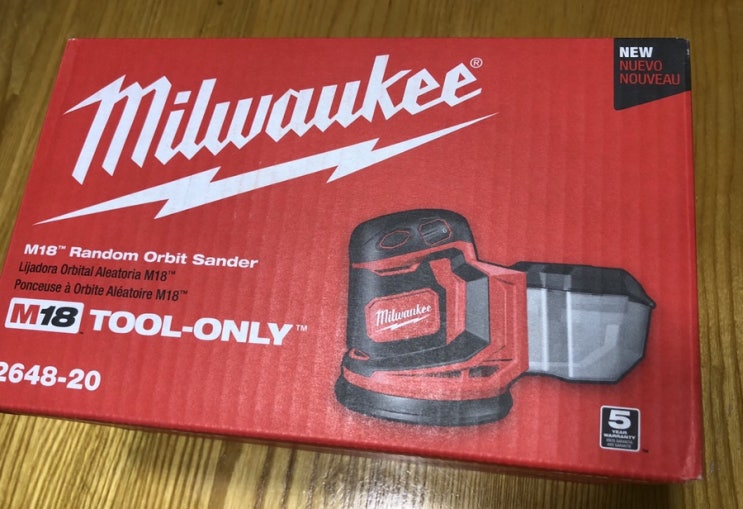 Milwaukee®
NEW
NUEVO
NOUVEAU
M18™ Random Orbit Sander
Lijadora Orbital Aleatoria M18™
Ponceuse à Orbite Aléatoire M18™
M18 TOOL-ONLY™
2648-20
Milwaukee
5
YEAR
WARRANTY